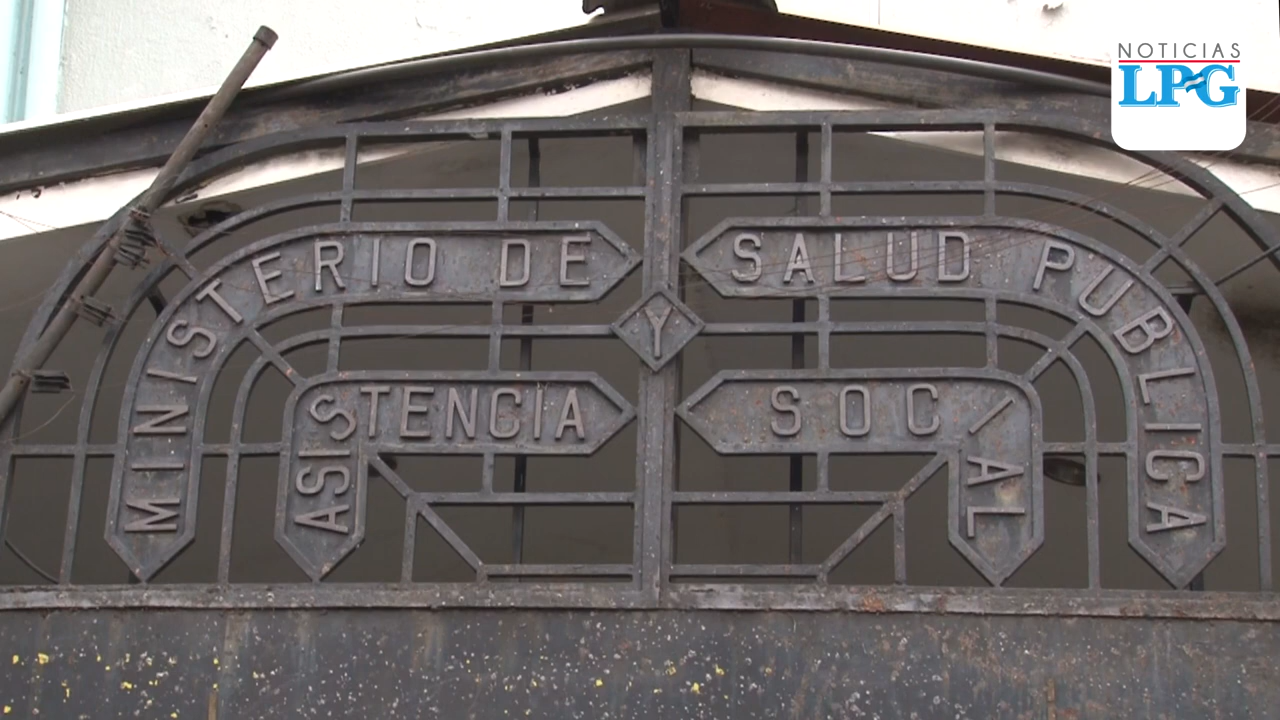 NOTICIAS
LPG
MINISTERIO DE SALUD PUBLICA
Y
ASISTENCIA SOCIAL